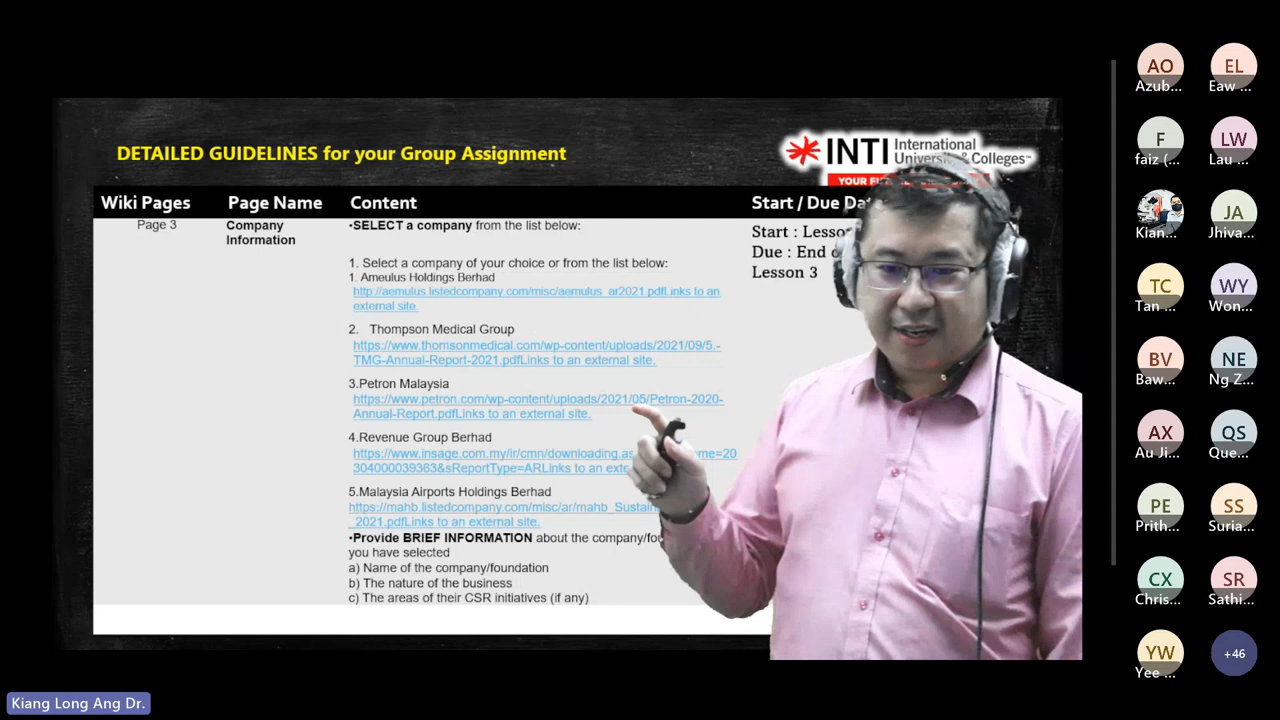 DETAILED GUIDELINES for your Group Assignment
INTI International
University & Colleges
YOUR
Wiki Pages Page Name Content Start / Due Date
Page 3
Company
Information
•SELECT a company from the list below:
Start : Lesson
Due : End
Lesson 3
1. Select a company of your choice or from the list below:
1. Ameulus Holdings Berhad
http://aemulus.listedcompany.com/misc/aemulus_ar2021.pdfLinks to an
external site.
2. Thompson Medical Group
https://www.thomsonmedical.com/wp-content/uploads/2021/09/5.-
TMG-Annual-Report-2021.pdfLinks to an external site.
3.Petron Malaysia
https://www.petron.com/wp-content/uploads/2021/05/Petron-2020-
Annual-Report.pdfLinks to an external site.
4.Revenue Group Berhad
https://www.insage.com.my/ir/cmn/downloading.as ame=20
304000039363&sReportType=ARLinks to an exte
5.Malaysia Airports Holdings Berhad
https://mahb.listedcompany.com/misc/ar/mahb_Sustain
_2021.pdfLinks to an external site.
•Provide BRIEF INFORMATION about the company/fou
you have selected
a) Name of the company/foundation
b) The nature of the business
c) The areas of their CSR initiatives (if any)
AO EL
Azub... Eaw ...
F LW
faiz (... Lau ...
JA
Kian... Jhiva...
TC WY
Tan ... Won...
BV NE
Baw... Ng Z...
AX QS
Au Ji... Que...
PE SS
Prith... Suria...
CX SR
Chris... Sathi...
YW +46
Yee ...
Kiang Long Ang Dr.